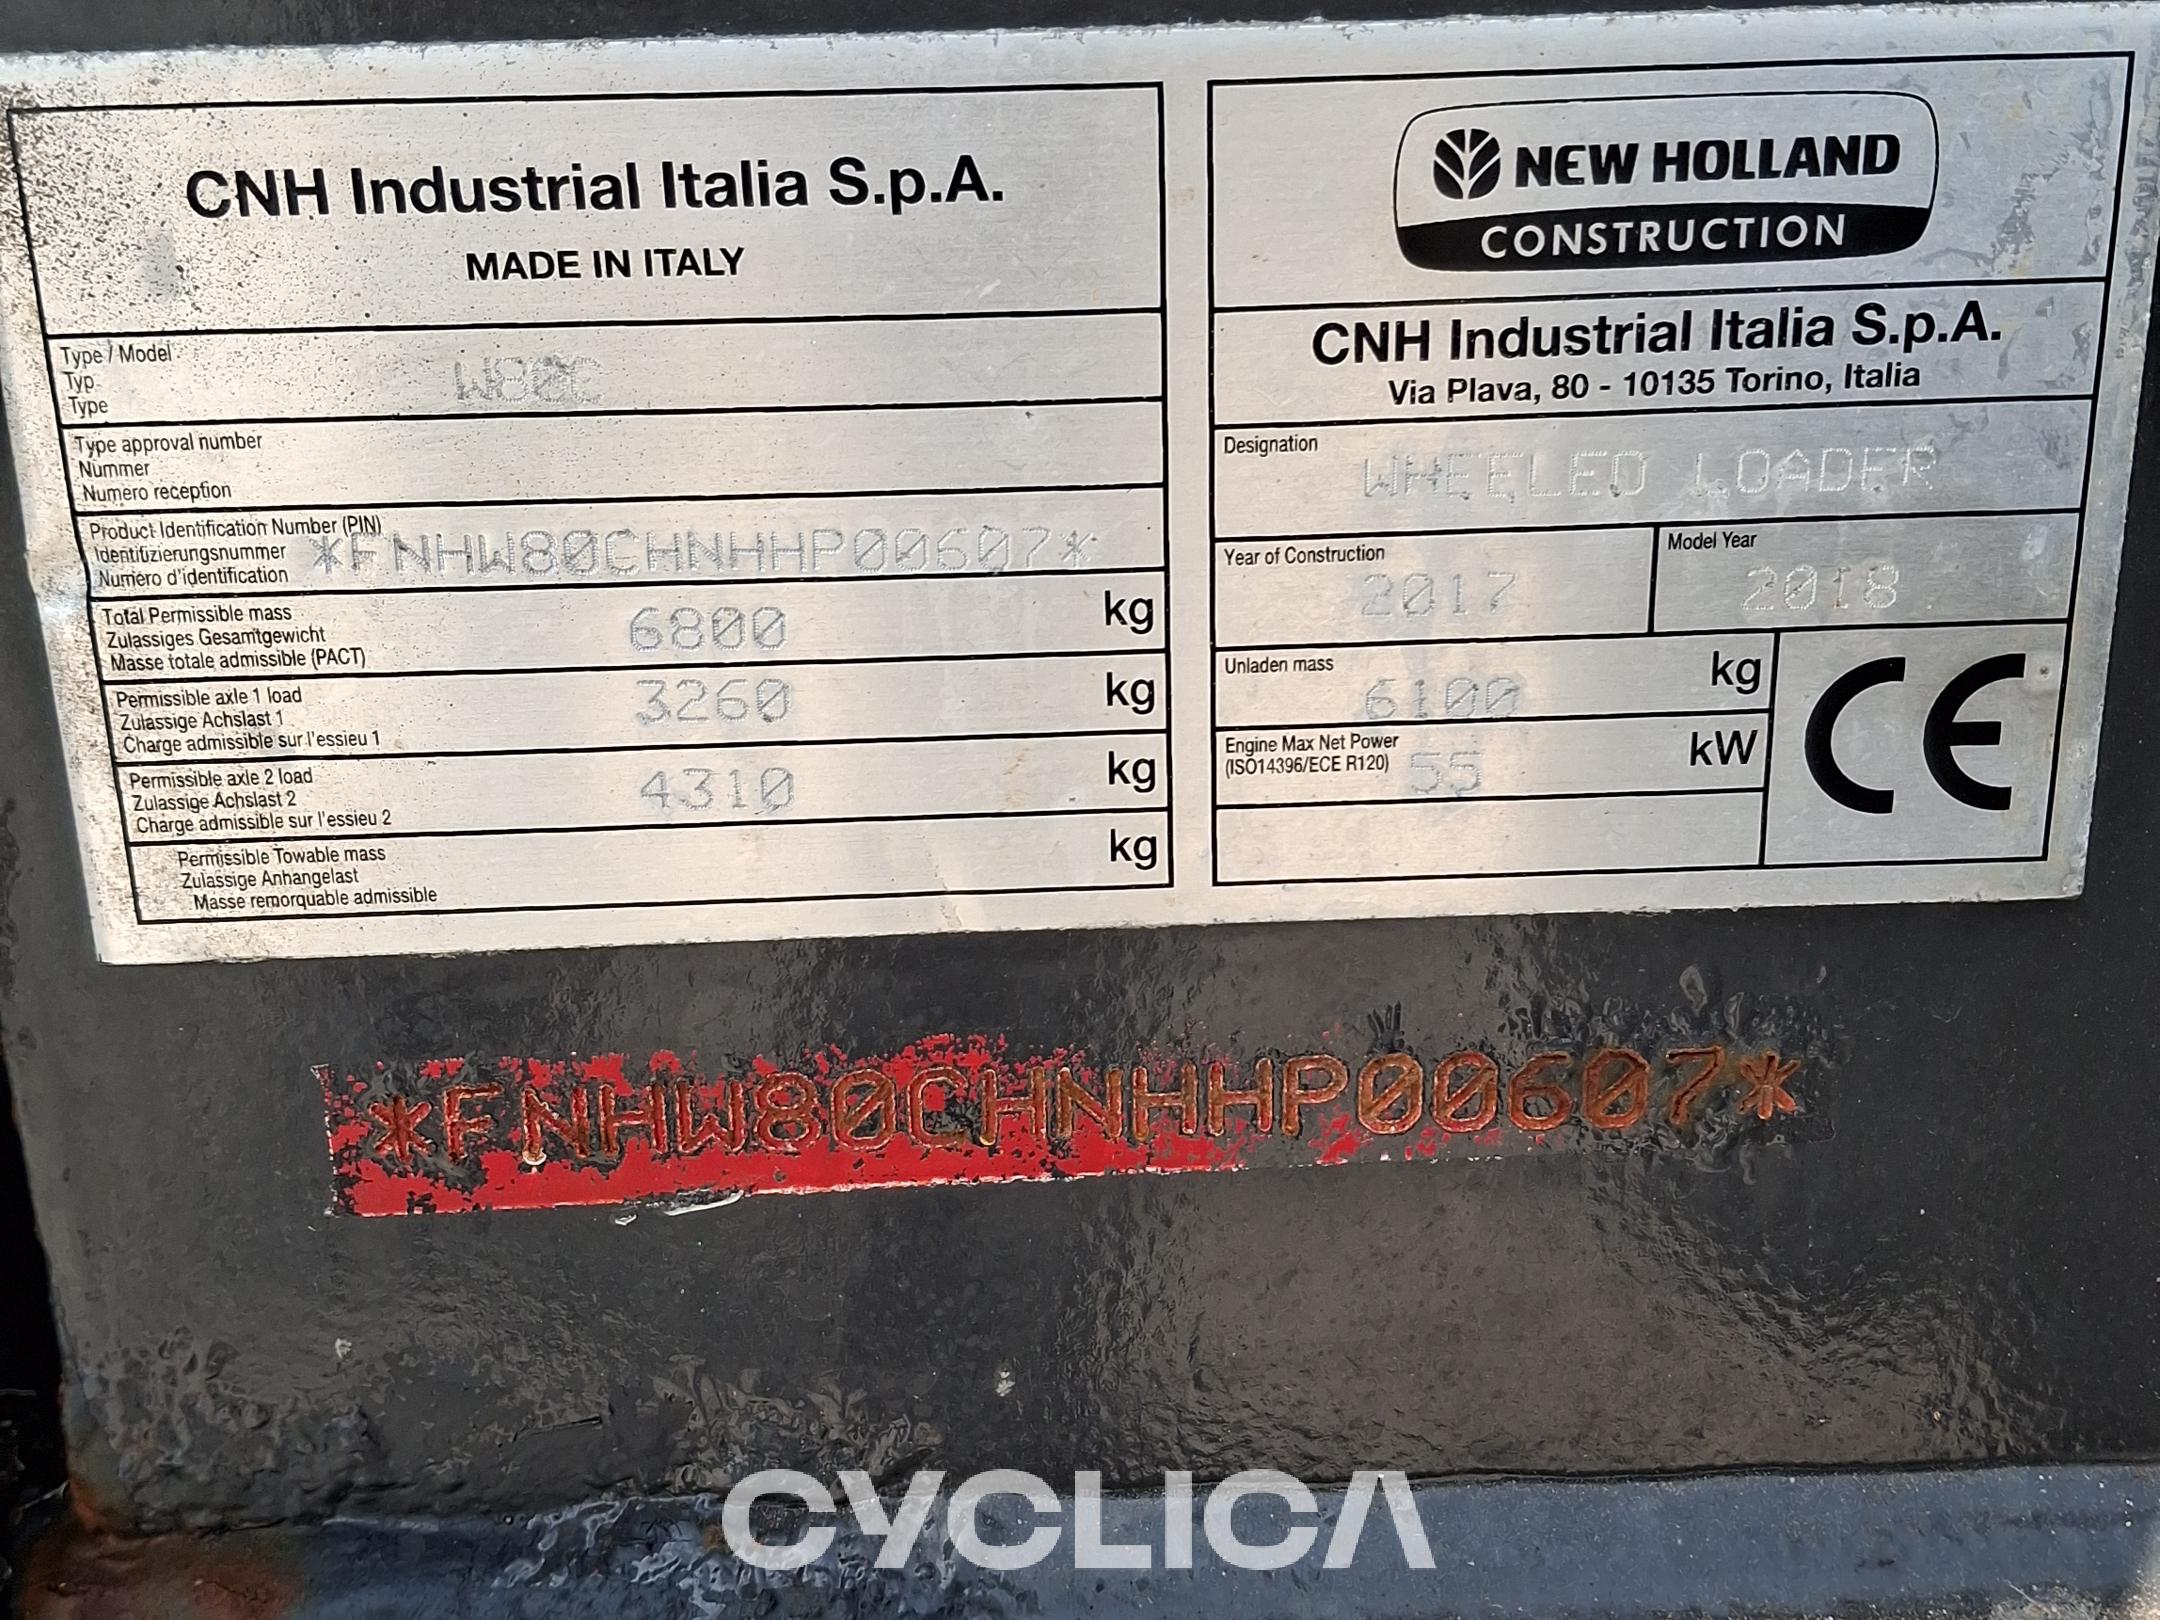 CNH Industrial Italia S.p.A.
MADE IN ITALY
Type / Model
Typ
Type
W80C
Type approval number
Nummer
Numero reception
Product Identification Number (PIN)
Identitizierungsnummer
Numéro d'identification
*FNHW80CHNHHP00607*
Total Permissible mass
Zulassiges Gesamtgewicht
Masse totale admissible (PACT)
6800 kg
Permissible axle 1 load
Zulassige Achslast 1
Charge admissible sur l'essieu 1
3260 kg
Permissible axle 2 load
Zulassige Achslast 2
Charge admissible sur l'essieu 2
4310 kg
Permissible Towable mass
Zulassige Anhangelast
Masse remorquable admissible
kg
NEW HOLLAND
CONSTRUCTION
CNH Industrial Italia S.p.A.
Via Plava, 80 - 10135 Torino, Italia
Designation
WHEELED LOADER
Year of Construction
2017
Model Year
2018
Unladen mass
6100 kg
Engine Max Net Power
(ISO14396/ECE R120)
55 kW
CE
*FNHW80CHNHHP00607*
CYCLICA